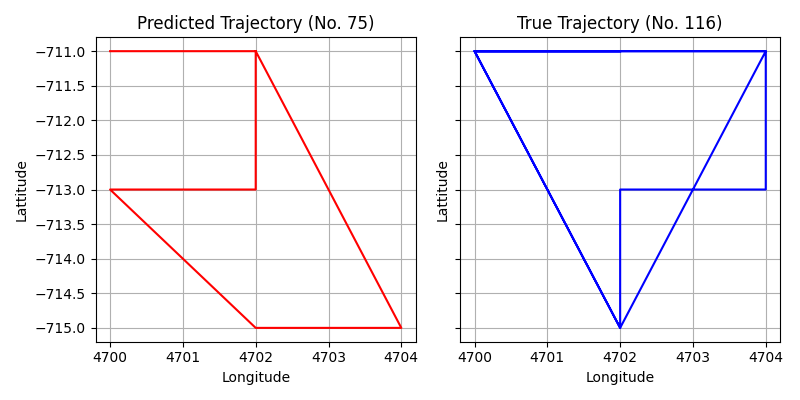 Predicted Trajectory (No. 75)
True Trajectory (No. 116)
−711.0
−711.5
−712.0
−712.5
−713.0
−713.5
−714.0
−714.5
−715.0
Lattitude
Lattitude
4700 4701 4702 4703 4704
4700 4701 4702 4703 4704
Longitude
Longitude